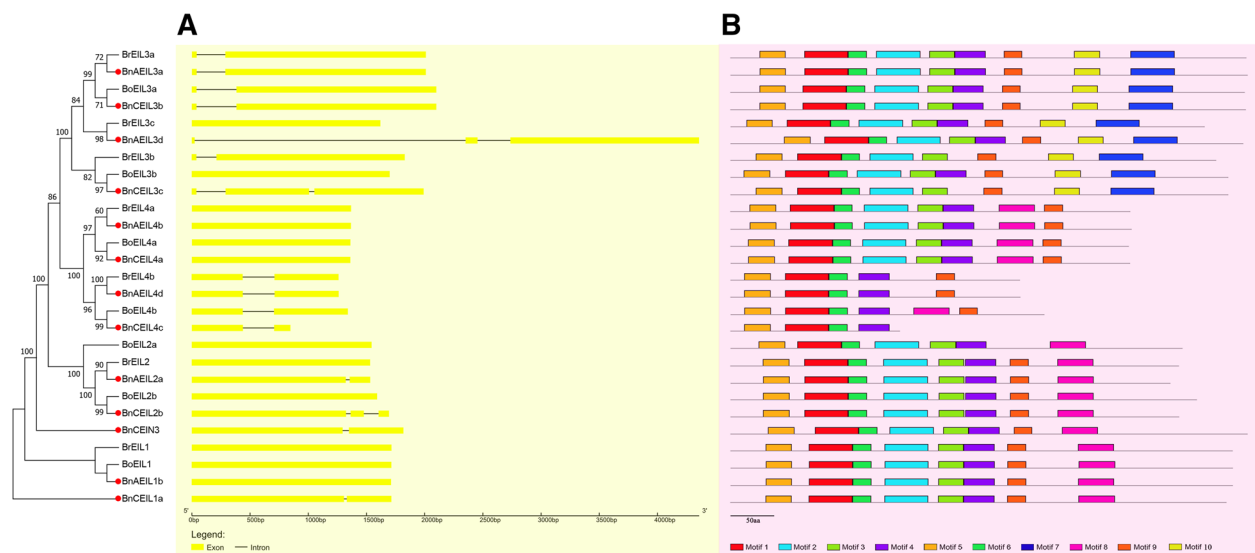 A
B
BrEIL3a
BnAEIL3a
BoEIL3a
BnCEIL3b
BrEIL3c
BnAEIL3d
BrEIL3b
BoEIL3b
BnCEIL3c
BrEIL4a
BnAEIL4b
BoEIL4a
BnCEIL4a
BrEIL4b
BnAEIL4d
BoEIL4b
BnCEIL4c
BoEIL2a
BrEIL2
BnAEIL2a
BoEIL2b
BnCEIL2b
BnCEIN3
BrEIL1
BoEIL1
BnAEIL1b
BnCEIL1a
72
99
71
84
98
100
82
97
86
60
97
92
100
100
96
99
100
90
100
100
99
100
5'
3'
0bp 500bp 1000bp 1500bp 2000bp 2500bp 3000bp 3500bp 4000bp
Legend:
Exon Intron
50aa
Motif 1 Motif 2 Motif 3 Motif 4 Motif 5 Motif 6 Motif 7 Motif 8 Motif 9 Motif 10